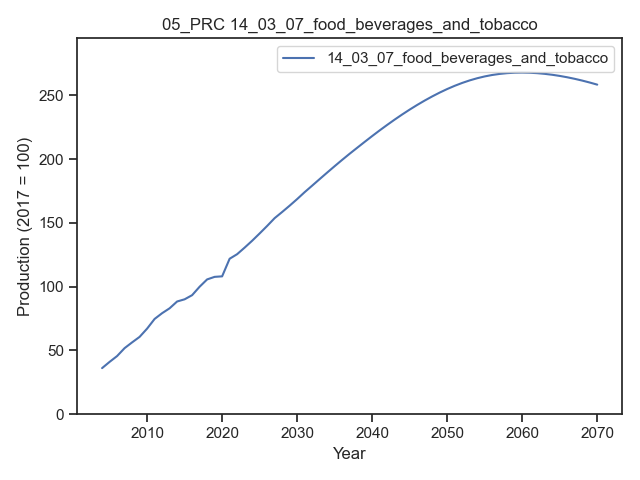 05_PRC 14_03_07_food_beverages_and_tobacco
14_03_07_food_beverages_and_tobacco
Production (2017 = 100)
250
200
150
100
50
0
2010 2020 2030 2040 2050 2060 2070
Year